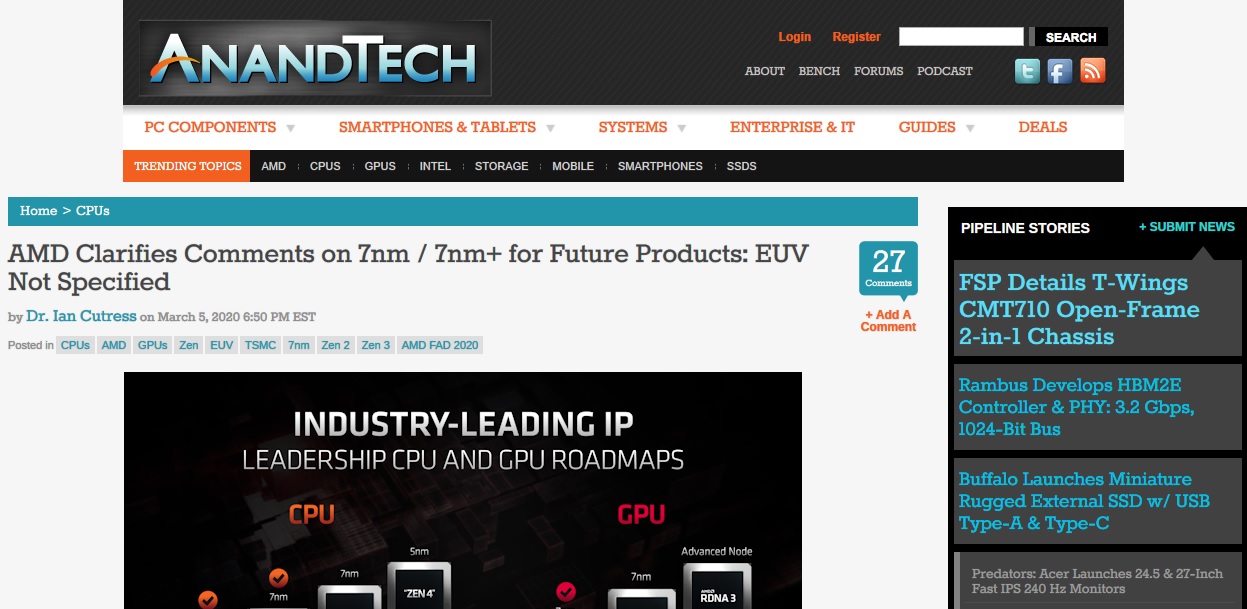 ANANDTECH
Login Register SEARCH
ABOUT BENCH FORUMS PODCAST
PC COMPONENTS SMARTPHONES & TABLETS SYSTEMS ENTERPRISE & IT GUIDES DEALS
TRENDING TOPICS AMD CPUS GPUS INTEL STORAGE MOBILE SMARTPHONES SSDS
Home > CPUs
AMD Clarifies Comments on 7nm / 7nm+ for Future Products: EUV
Not Specified
by Dr. Ian Cutress on March 5, 2020 6:50 PM EST
Posted in CPUs AMD GPUs Zen EUV TSMC 7nm Zen 2 Zen 3 AMD FAD 2020
27
Comments
+ Add A
Comment
INDUSTRY-LEADING IP
LEADERSHIP CPU AND GPU ROADMAPS
CPU GPU
5nm Advanced Node
7nm 7nm
7nm "ZEN 4" AMD
RDNA 3
PIPELINE STORIES + SUBMIT NEWS
FSP Details T-Wings
CMT710 Open-Frame
2-in-1 Chassis
Rambus Develops HBM2E
Controller & PHY: 3.2 Gbps,
1024-Bit Bus
Buffalo Launches Miniature
Rugged External SSD w/ USB
Type-A & Type-C
Predators: Acer Launches 24.5 & 27-Inch
Fast IPS 240 Hz Monitors